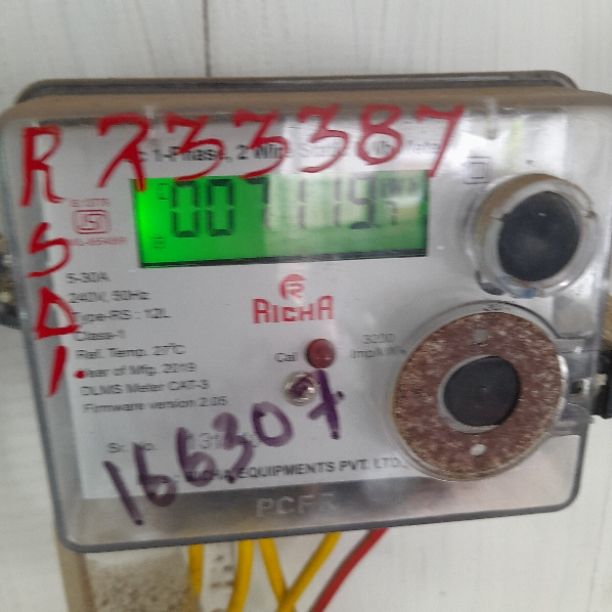 R 733387
1-Phase, 2 Wire
S
D
1
5-30A
240V, 50Hz
Type-RS : 12L
Class-1
Ref. Temp. 27°C
Year of Mfg. 2019
DLMS Meter CAT-3
Firmware version 2.05
RICHA
Cal
3200
Imp/kWh
Sr. No.
166307
RICHA EQUIPMENTS PVT. LTD.